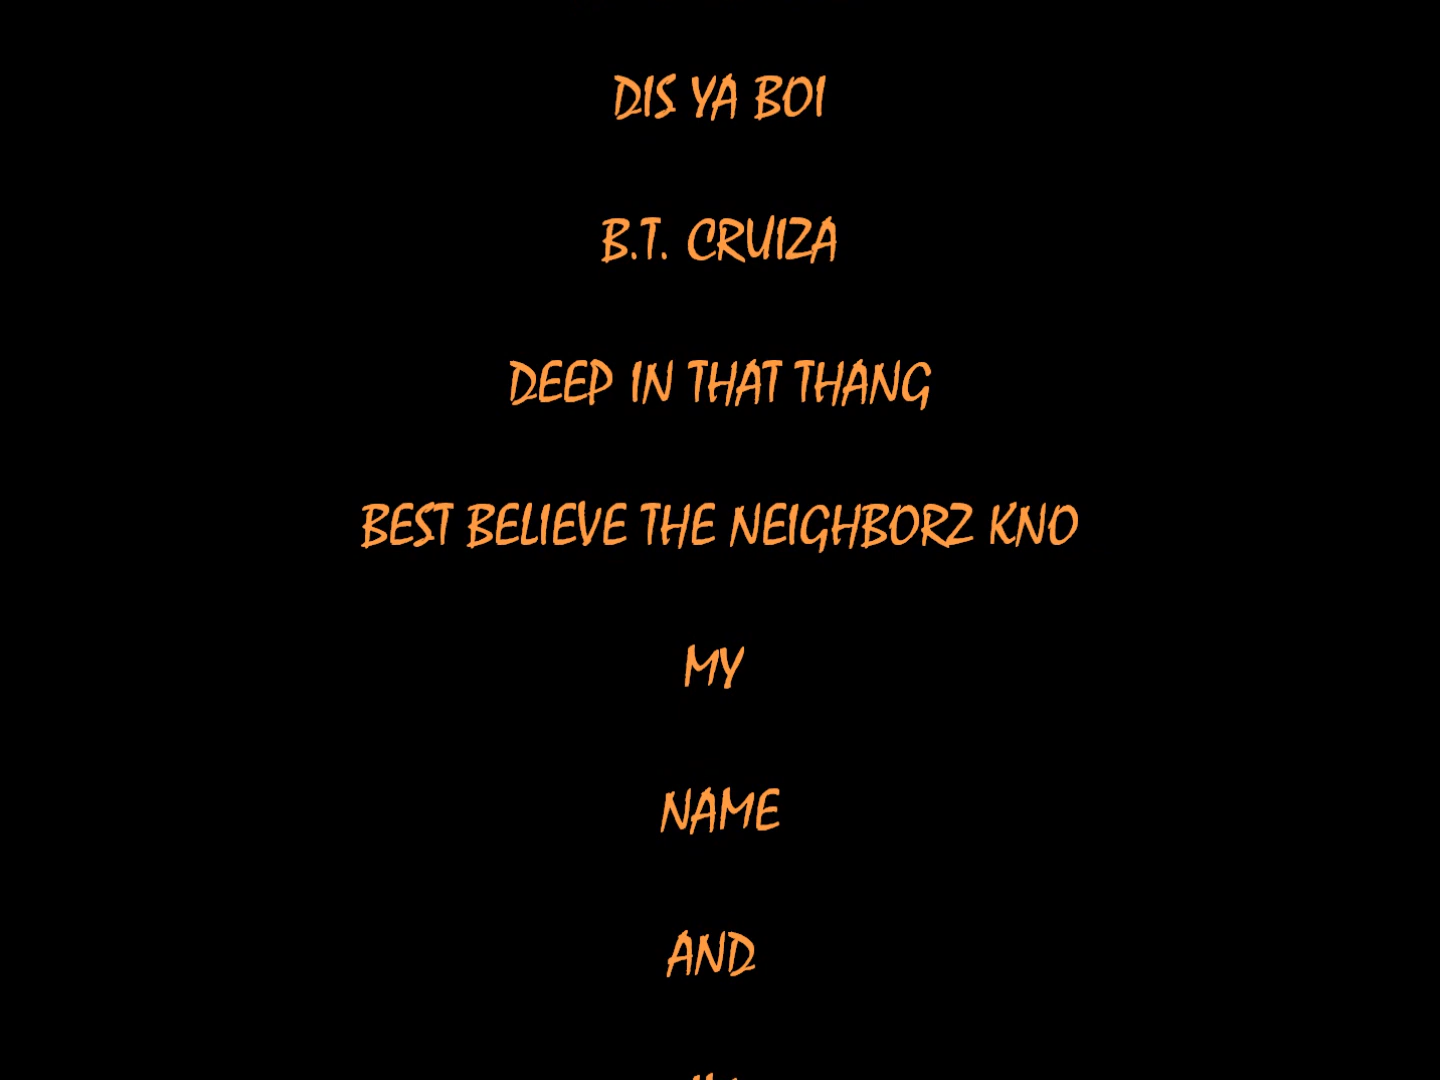 DIS YA BOI
B.T. CRUIZA
DEEP IN THAT THANG
BEST BELIEVE THE NEIGHBORZ KNO
MY
NAME
AND